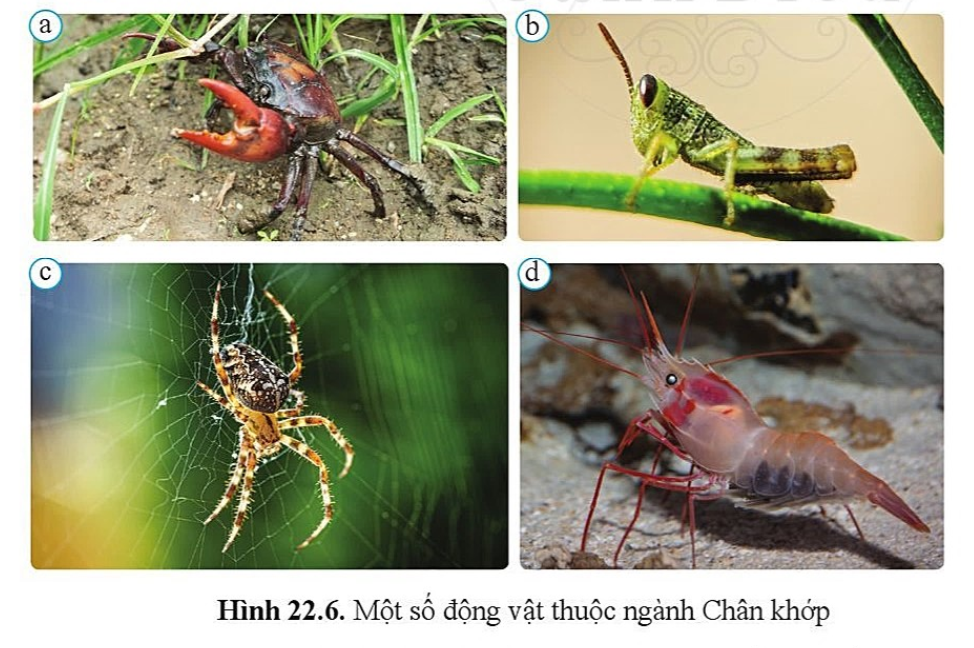 a
b
c
d
Hình 22.6. Một số động vật thuộc ngành Chân khớp